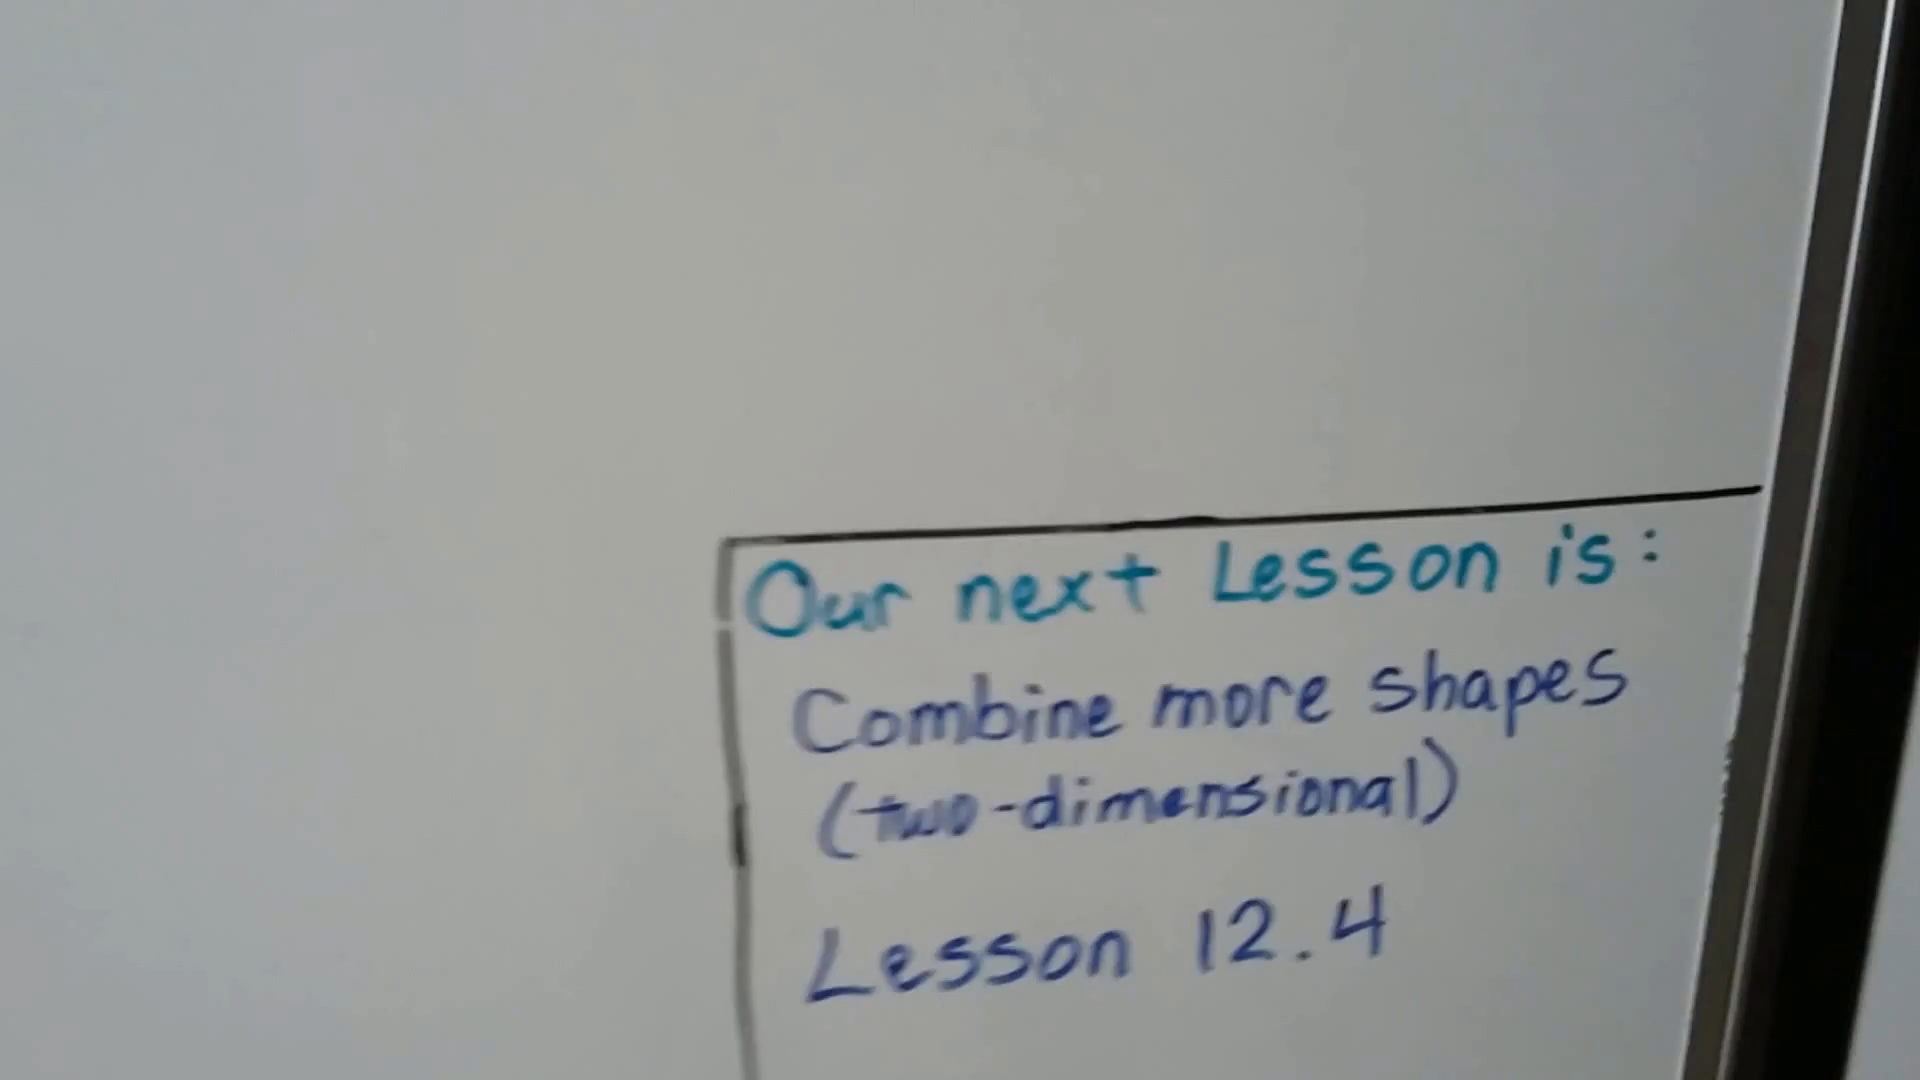 Our next Lesson is:
Combine more shapes
(two-dimensional)
Lesson 12.4